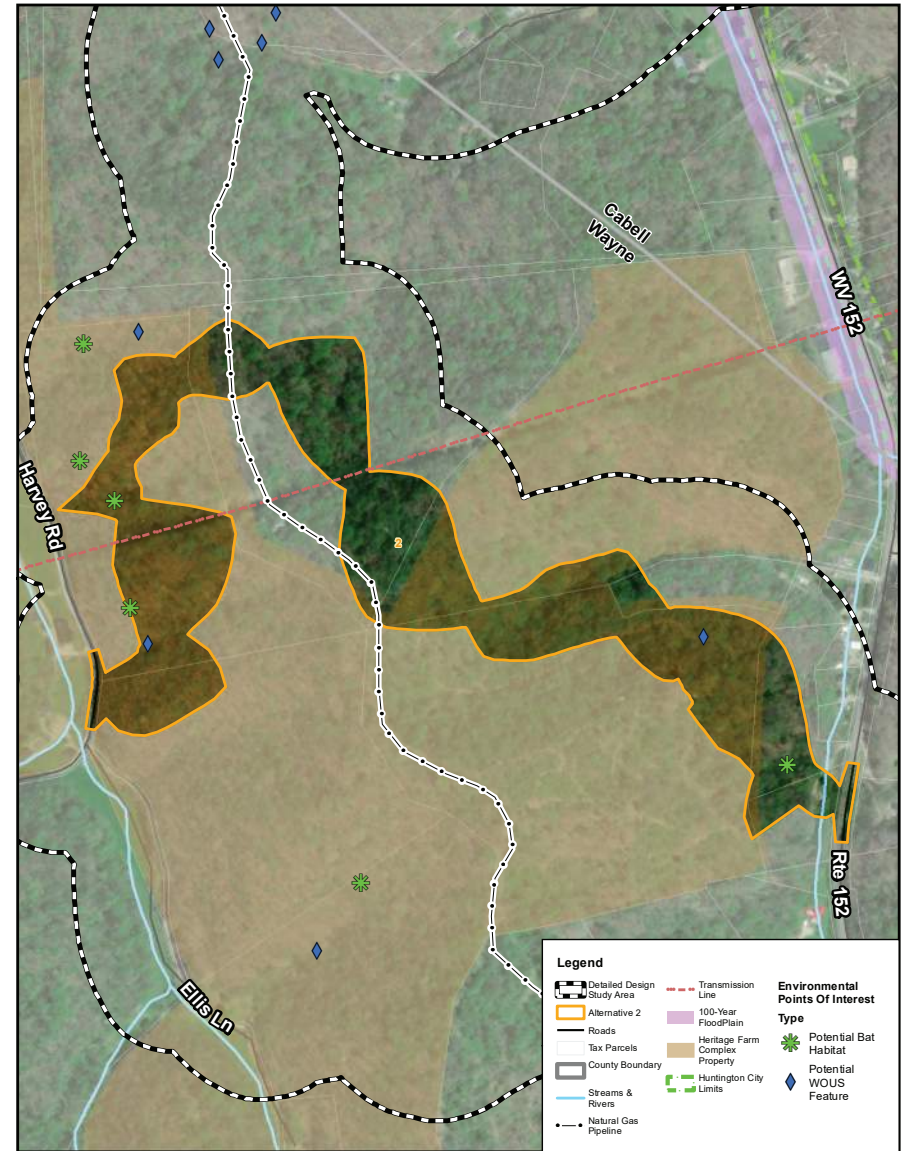 Cabell
Wayne
WV 152
Harvey Rd
2
Rte 152
Ellis Ln
Legend
Detailed Design
Study Area
Alternative 2
Roads
Tax Parcels
County Boundary
Streams &
Rivers
Natural Gas
Pipeline
Transmission
Line
100-Year
FloodPlain
Heritage Farm
Complex
Property
Huntington City
Limits
Environmental
Points Of Interest
Type
Potential Bat
Habitat
Potential
WOUS
Feature